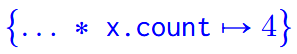 {... * x.count ↦ 4}